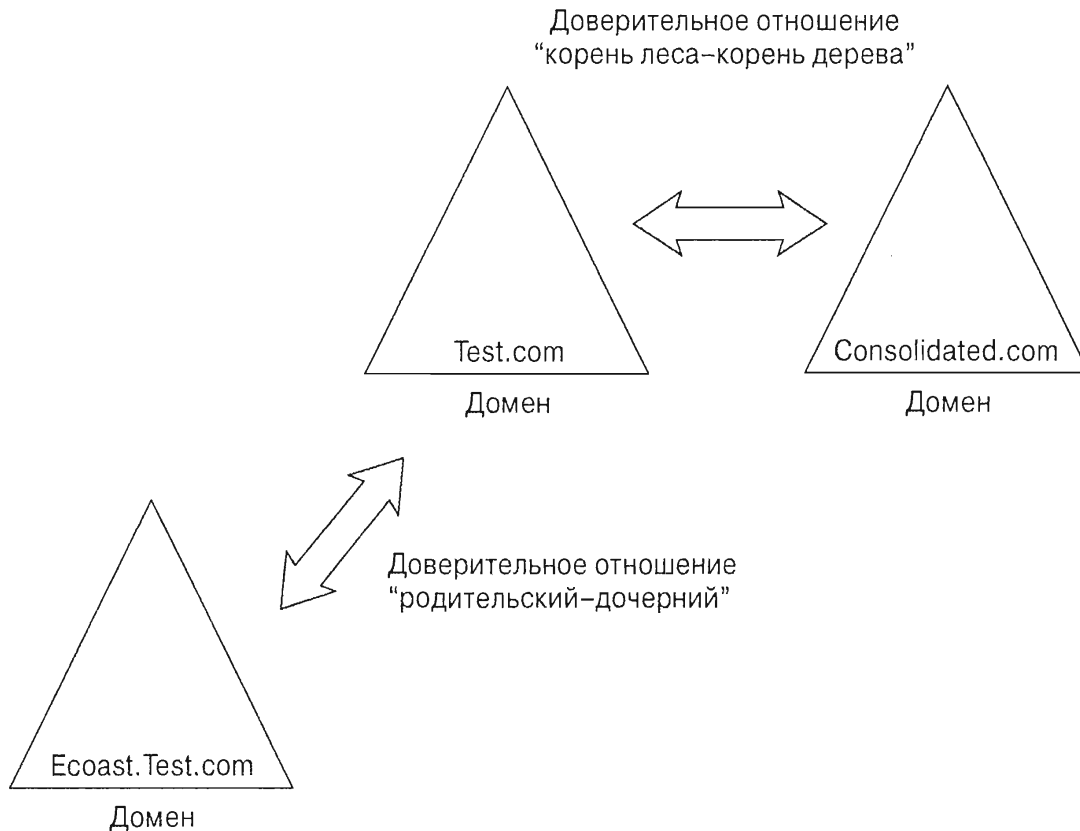 Доверительное отношение
“корень леса–корень дерева”
Test.com
Consolidated.com
Домен
Домен
Доверительное отношение
“родительский–дочерний”
Ecoast.Test.com
Домен